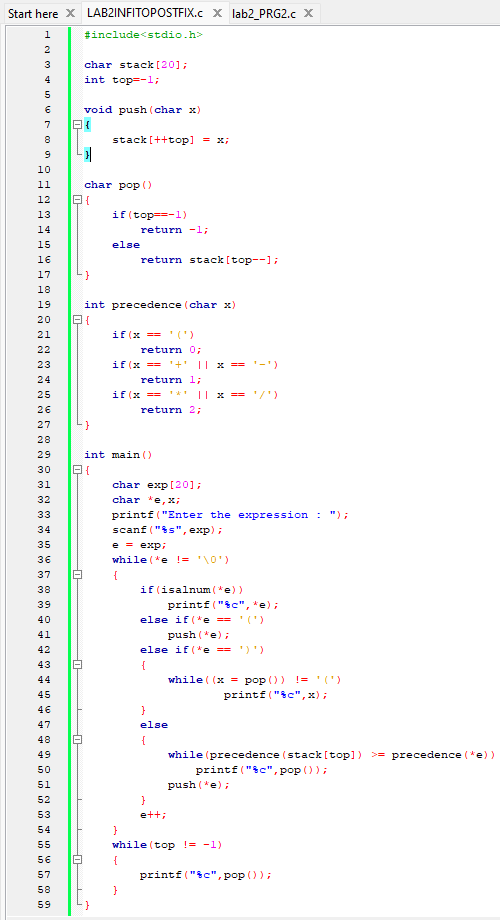 Start here LAB2INFITOPOSTFIX.c lab2_PRG2.c
1 #include<stdio.h>
2
3 char stack[20];
4 int top=-1;
5
6 void push(char x)
7 {
8 stack[++top] = x;
9 }
10
11 char pop()
12 {
13 if(top==-1)
14 return -1;
15 else
16 return stack[top--];
17 }
18
19 int precedence(char x)
20 {
21 if(x == '(')
22 return 0;
23 if(x == '+' || x == '-')
24 return 1;
25 if(x == '*' || x == '/')
26 return 2;
27 }
28
29 int main()
30 {
31 char exp[20];
32 char *e,x;
33 printf("Enter the expression : ");
34 scanf("%s",exp);
35 e = exp;
36 while(*e != '\0')
37 {
38 if(isalnum(*e))
39 printf("%c",*e);
40 else if(*e == '(')
41 push(*e);
42 else if(*e == ')')
43 {
44 while((x = pop()) != '(')
45 printf("%c",x);
46 }
47 else
48 {
49 while(precedence(stack[top]) >= precedence(*e))
50 printf("%c",pop());
51 push(*e);
52 }
53 e++;
54 }
55 while(top != -1)
56 {
57 printf("%c",pop());
58 }
59 }